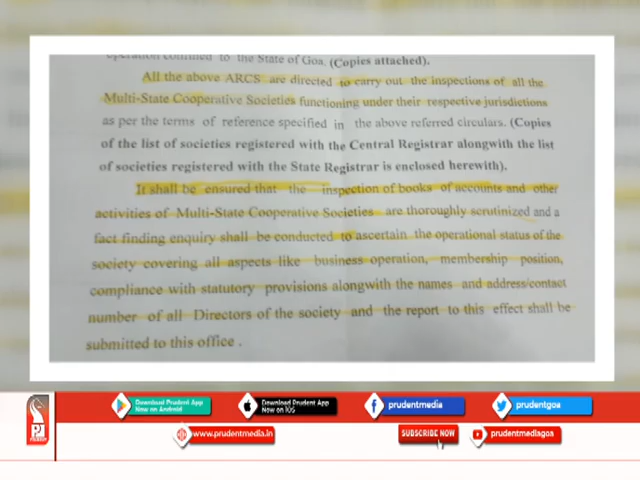 operation confined to the State of Goa. (Copies attached).
All the above ARCS are directed to carry out the inspections of all the
Multi-State Cooperative Societies functioning under their respective jurisdictions
as per the terms of reference specified in the above referred circulars. (Copies
of the list of societies registered with the Central Registrar alongwith the list
of societies registered with the State Registrar is enclosed herewith).
It shall be ensured that the inspection of books of accounts and other
activities of Multi-State Cooperative Societies are thoroughly scrutinized and a
fact finding enquiry shall be conducted to ascertain the operational status of the
society covering all aspects like business operation, membership position,
compliance with statutory provisions alongwith the names and address/contact
number of all Directors of the society and the report to this effect shall be
submitted to this office.
Download Prudent App
Now on Android
Download Prudent App
Now on IOS
prudentmedia
prudentgoa
www.prudentmedia.in
SUBSCRIBE NOW
prudentmediagoa